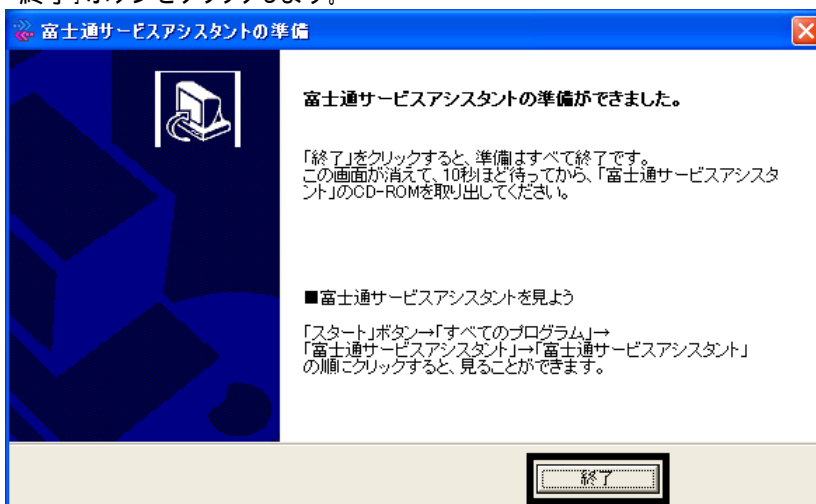 「終了」ボタンをクリックします。
富士通サービスアシスタントの準備
富士通サービスアシスタントの準備ができました。
「終了」をクリックすると、準備はすべて終了です。
この画面が消えて、10秒ほど待ってから、「富士通サービスアシスタ
ント」のCD-ROMを取り出してください。
■富士通サービスアシスタントを見よう
「スタート」ボタン→「すべてのプログラム」→
「富士通サービスアシスタント」→「富士通サービスアシスタント」
の順にクリックすると、見ることができます。
終了